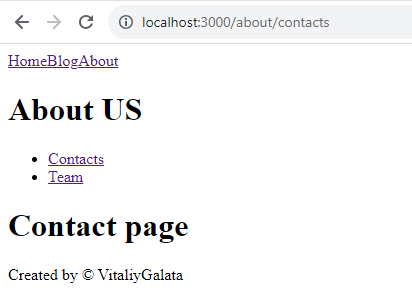 localhost:3000/about/contacts
HomeBlogAbout
About US
Contacts
Team
Contact page
Created by © VitaliyGalata